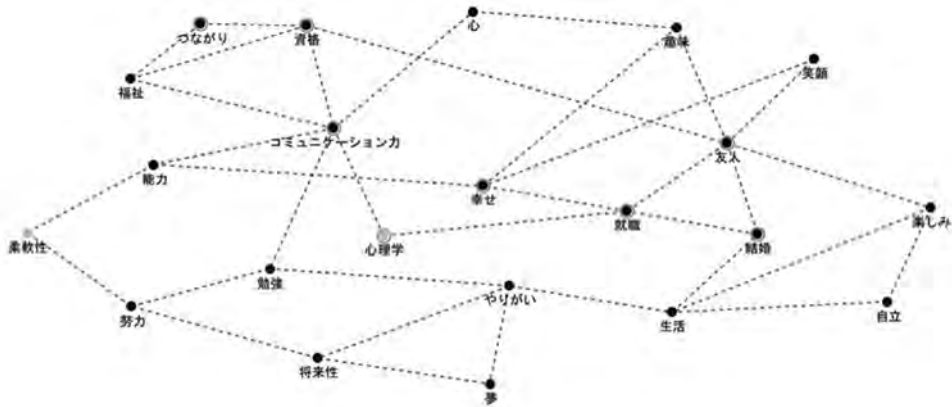 つながり
資格
心
趣味
笑顔
福祉
コミュニケーション力
友人
能力
幸せ
就職
楽しみ
柔軟性
心理学
結婚
勉強
やりがい
努力
生活
自立
将来性
夢